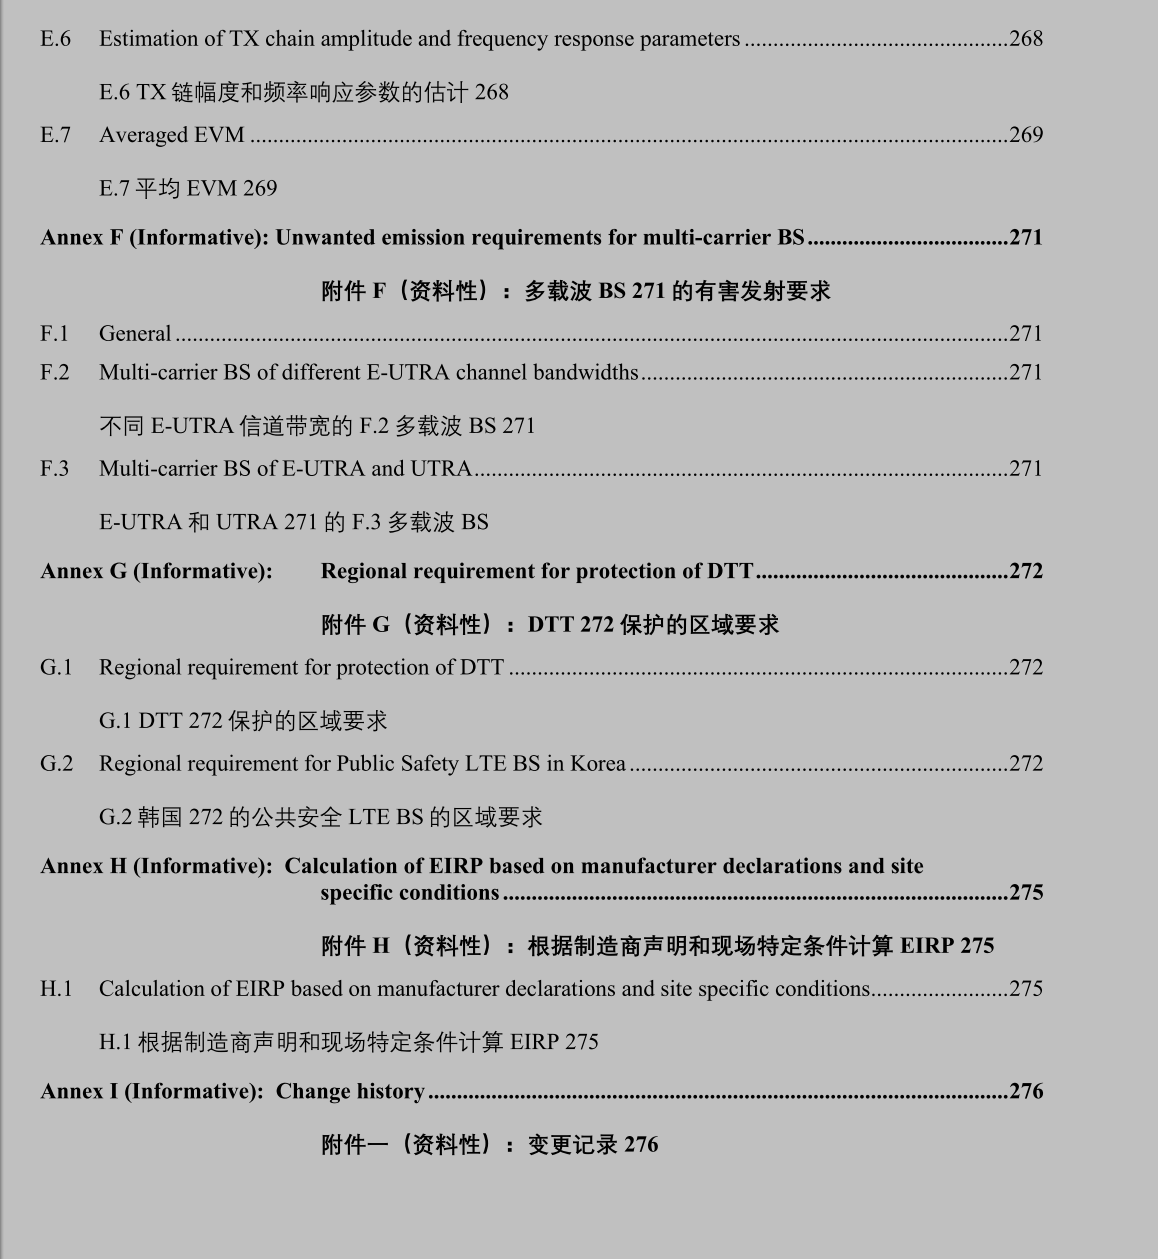 E.6 Estimation of TX chain amplitude and frequency response parameters ..............................................268
E.6 TX 链幅度和频率响应参数的估计 268
E.7 Averaged EVM ....................................................................................................................................269
E.7 平均 EVM 269
Annex F (Informative): Unwanted emission requirements for multi-carrier BS...................................271
附件 F（资料性）：多载波 BS 271 的有害发射要求
F.1 General .................................................................................................................................................271
F.2 Multi-carrier BS of different E-UTRA channel bandwidths................................................................271
不同 E-UTRA 信道带宽的 F.2 多载波 BS 271
F.3 Multi-carrier BS of E-UTRA and UTRA.............................................................................................271
E-UTRA 和 UTRA 271 的 F.3 多载波 BS
Annex G (Informative): Regional requirement for protection of DTT............................................272
附件 G（资料性）：DTT 272 保护的区域要求
G.1 Regional requirement for protection of DTT .......................................................................................272
G.1 DTT 272 保护的区域要求
G.2 Regional requirement for Public Safety LTE BS in Korea ..................................................................272
G.2 韩国 272 的公共安全 LTE BS 的区域要求
Annex H (Informative): Calculation of EIRP based on manufacturer declarations and site
specific conditions ........................................................................................275
附件 H（资料性）：根据制造商声明和现场特定条件计算 EIRP 275
H.1 Calculation of EIRP based on manufacturer declarations and site specific conditions........................275
H.1 根据制造商声明和现场特定条件计算 EIRP 275
Annex I (Informative): Change history .....................................................................................................276
附件一（资料性）：变更记录 276